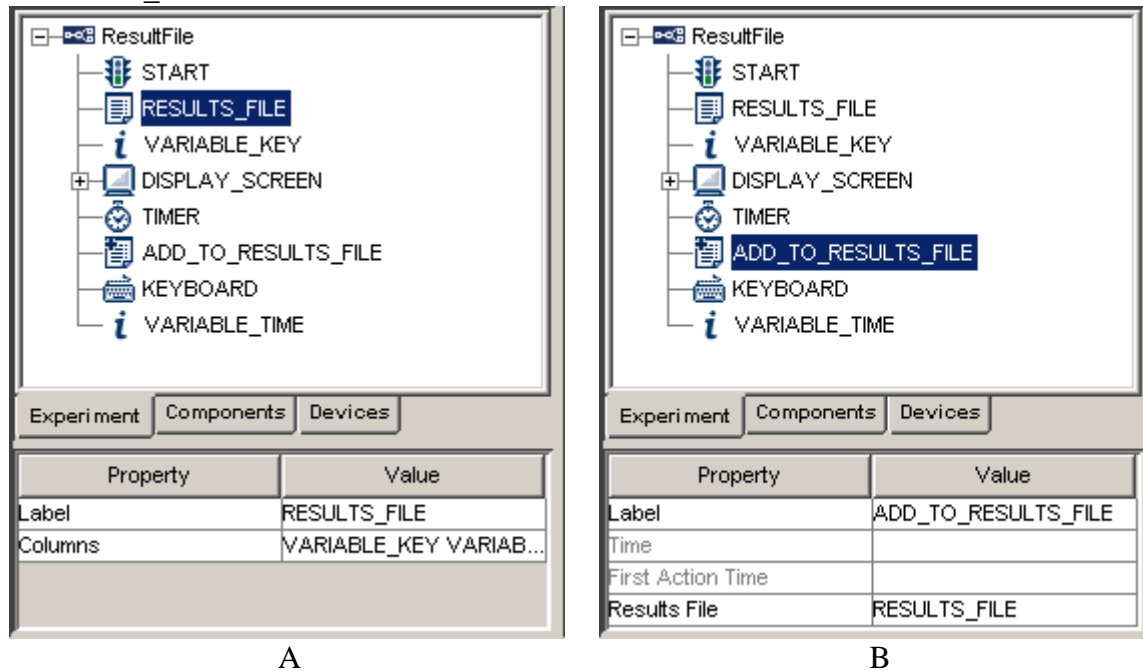 ResultFile
START
RESULTS_FILE
i VARIABLE_KEY
DISPLAY_SCREEN
TIMER
ADD_TO_RESULTS_FILE
KEYBOARD
i VARIABLE_TIME
Experiment Components Devices
Property Value
Label RESULTS_FILE
Columns VARIABLE_KEY VARIAB...
A
ResultFile
START
RESULTS_FILE
i VARIABLE_KEY
DISPLAY_SCREEN
TIMER
ADD_TO_RESULTS_FILE
KEYBOARD
i VARIABLE_TIME
Experiment Components Devices
Property Value
Label ADD_TO_RESULTS_FILE
Time
First Action Time
Results File RESULTS_FILE
B